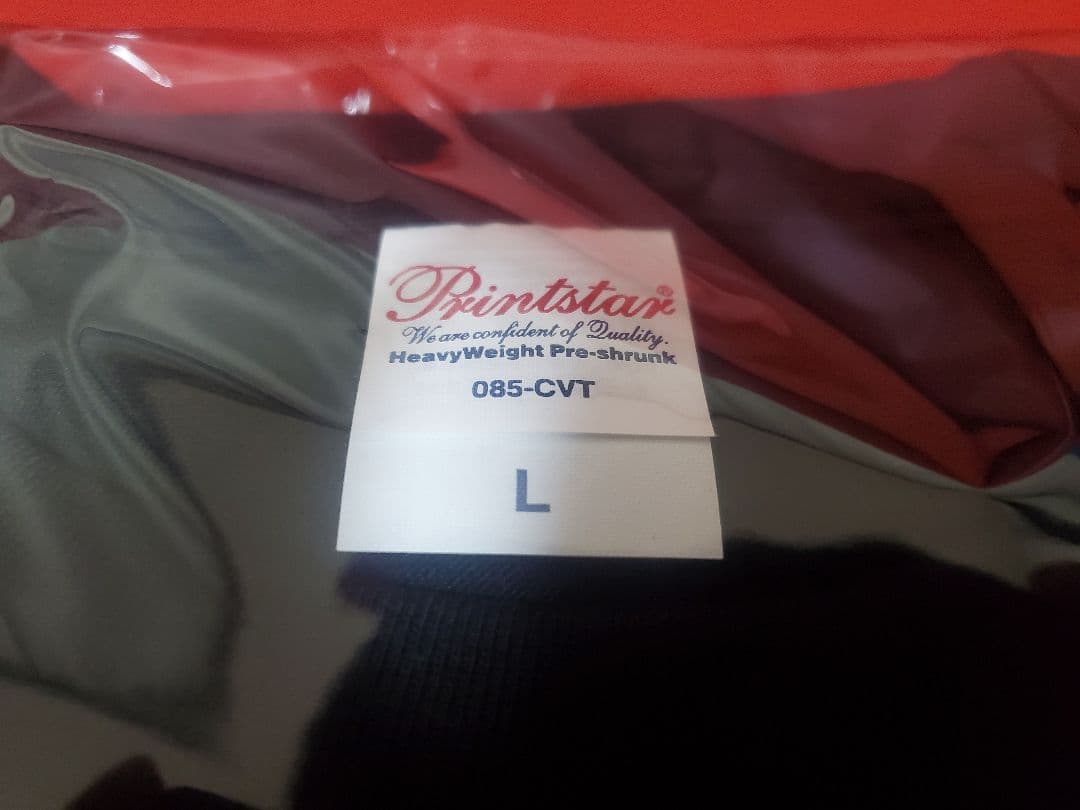 Printstar®
We are confident of Quality.
HeavyWeight Pre-shrunk
085-CVT
L